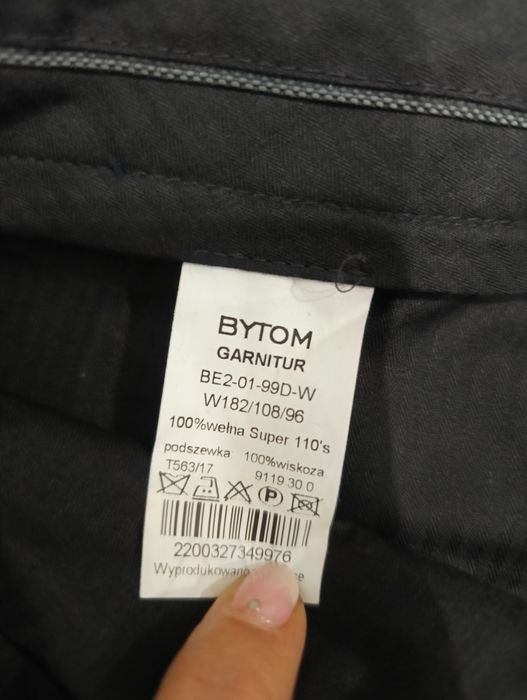 BYTOM
GARNITUR
BE2-01-99D-W
W182/108/96
100%wełna Super 110's
podszewka 100%wiskoza
T563/17 9119 30 0
P
2200327349976
Wyprodukowano